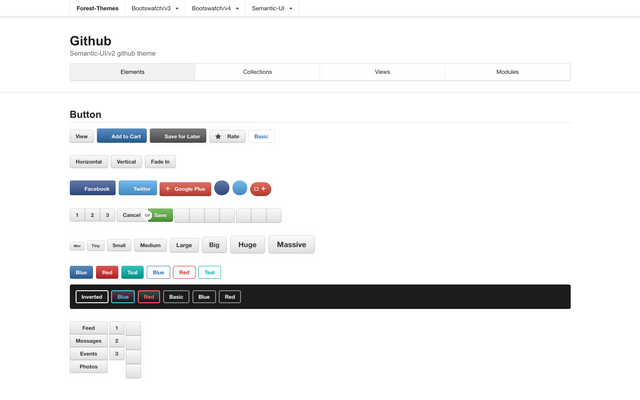 Forest-Themes Bootswatch/v3 Bootswatch/v4 Semantic-UI
Github
Semantic-UI/v2 github theme
Elements Collections Views Modules
Button
View Add to Cart Save for Later Rate Basic
Horizontal Vertical Fade In
Facebook Twitter Google Plus
1 2 3 Cancel or Save
Mini Tiny Small Medium Large Big Huge Massive
Blue Red Teal Blue Red Teal
Inverted Blue Red Basic Blue Red
Feed 1
Messages 2
Events 3
Photos